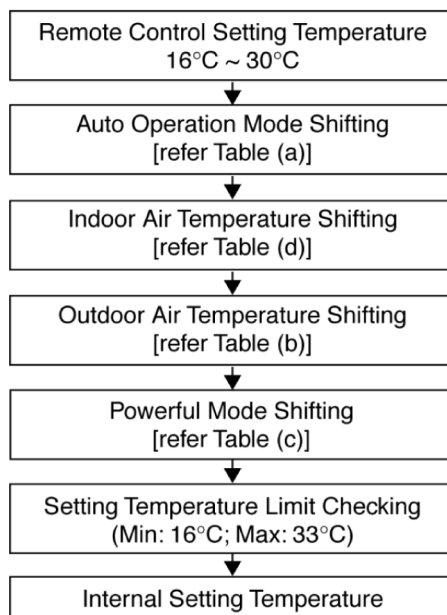 Remote Control Setting Temperature
16°C ~ 30°C
Auto Operation Mode Shifting
[refer Table (a)]
Indoor Air Temperature Shifting
[refer Table (d)]
Outdoor Air Temperature Shifting
[refer Table (b)]
Powerful Mode Shifting
[refer Table (c)]
Setting Temperature Limit Checking
(Min: 16°C; Max: 33°C)
Internal Setting Temperature